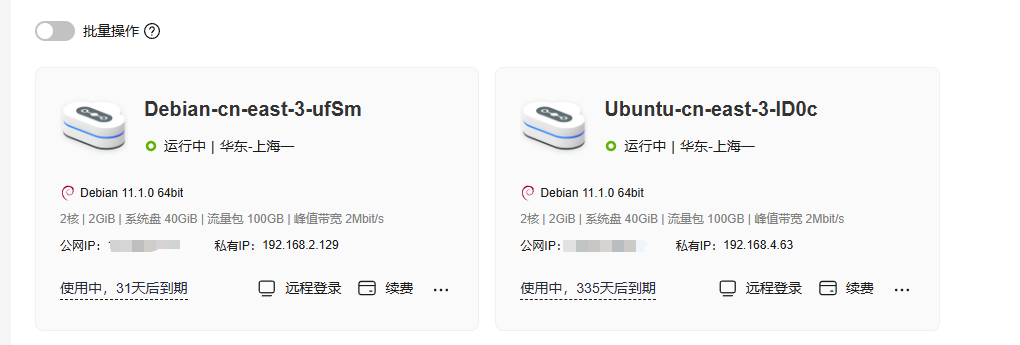 批量操作 ?
Debian-cn-east-3-ufSm
运行中 | 华东-上海一
Debian 11.1.0 64bit
2核 | 2GiB | 系统盘 40GiB | 流量包 100GB | 峰值带宽 2Mbit/s
公网IP: 私有IP: 192.168.2.129
使用中，31天后到期 远程登录 续费 ...
Ubuntu-cn-east-3-ID0c
运行中 | 华东-上海一
Debian 11.1.0 64bit
2核 | 2GiB | 系统盘 40GiB | 流量包 100GB | 峰值带宽 2Mbit/s
公网IP: 私有IP: 192.168.4.63
使用中，335天后到期 远程登录 续费 ...